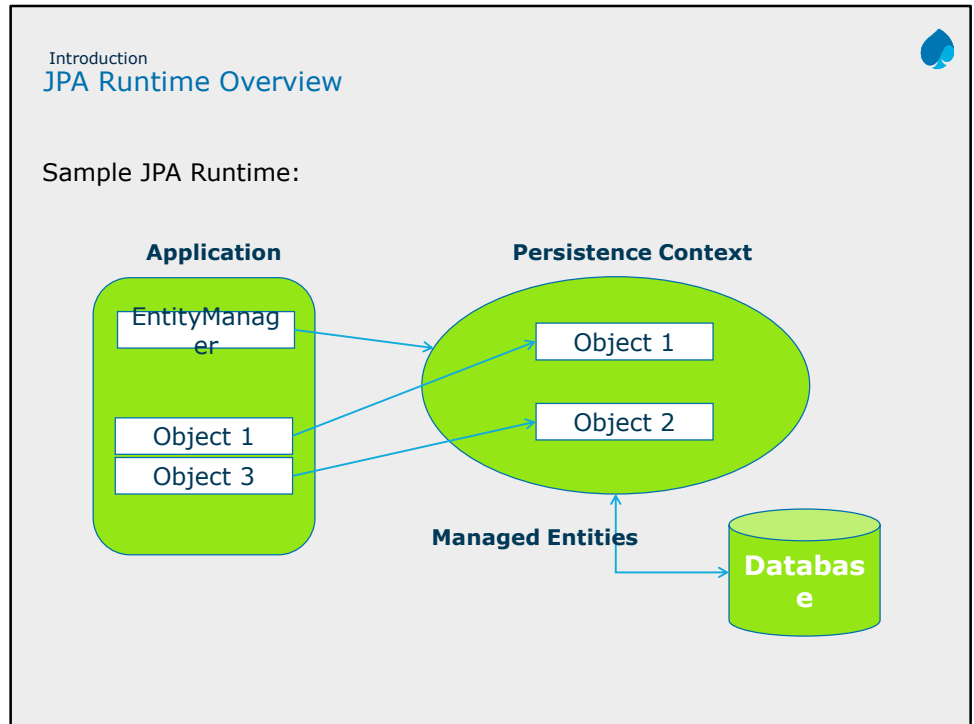 Introduction
JPA Runtime Overview
Sample JPA Runtime:
Application
Persistence Context
EntityManag
er
Object 1
Object 1
Object 2
Object 3
Managed Entities
Databas
e